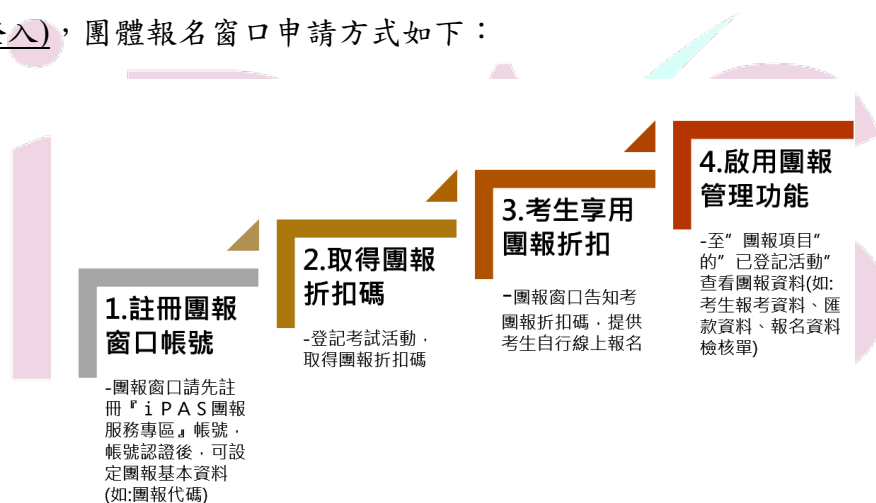 入)，團體報名窗口申請方式如下：
1.註冊團報
窗口帳號
-團報窗口請先註
冊『ｉＰＡＳ團報
服務專區』帳號，
帳號認證後，可設
定團報基本資料
(如:團報代碼)
2.取得團報
折扣碼
-登記考試活動，
取得團報折扣碼
3.考生享用
團報折扣
-團報窗口告知考
團報折扣碼，提供
考生自行線上報名
4.啟用團報
管理功能
-至”團報項目”
的”已登記活動”
查看團報資料(如:
考生報考資料、匯
款資料、報名資料
檢核單)